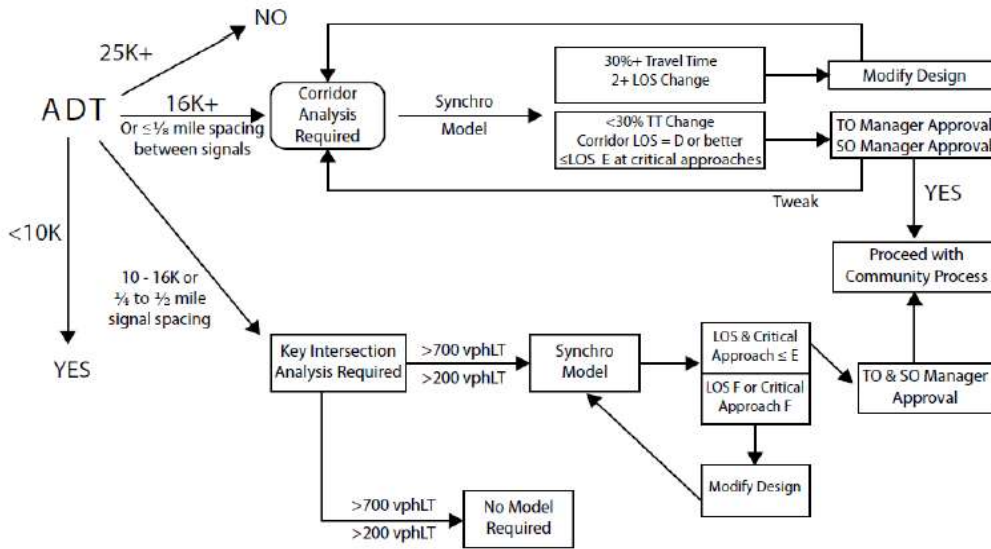 NO
25K+
ADT
16K+
Or ≤ ⅛ mile spacing
between signals
<10K
YES
10 - 16K or
¼ to ½ mile
signal spacing
Corridor
Analysis
Required
Synchro
Model
30%+ Travel Time
2+ LOS Change
Modify Design
<30% TT Change
Corridor LOS = D or better
≤LOS E at critical approaches
TO Manager Approval
SO Manager Approval
Tweak
YES
Proceed with
Community Process
Key Intersection
Analysis Required
>700 vphLT
>200 vphLT
Synchro
Model
LOS & Critical
Approach ≤ E
LOS F or Critical
Approach F
TO & SO Manager
Approval
Modify Design
>700 vphLT
>200 vphLT
No Model
Required